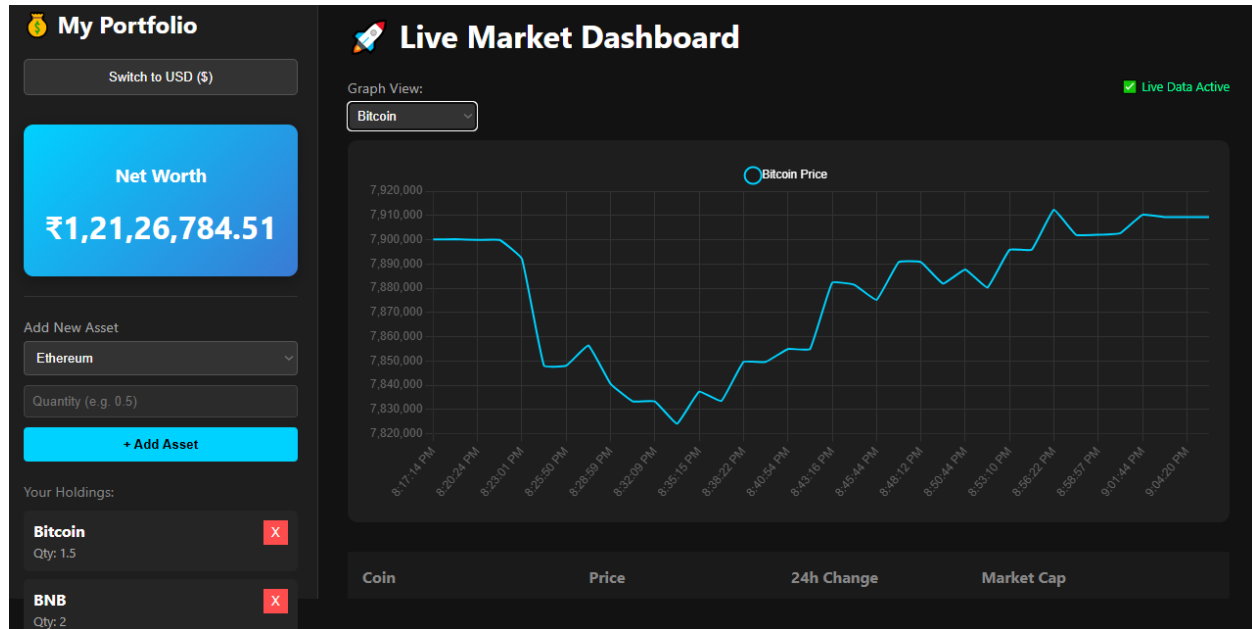 💰 My Portfolio
Switch to USD ($)
Net Worth
₹1,21,26,784.51
Add New Asset
Ethereum
Quantity (e.g. 0.5)
+ Add Asset
Your Holdings:
Bitcoin
X
Qty: 1.5
BNB
X
Qty: 2
🚀 Live Market Dashboard
Graph View:
✅ Live Data Active
Bitcoin
Bitcoin Price
7,920,000
7,910,000
7,900,000
7,890,000
7,880,000
7,870,000
7,860,000
7,850,000
7,840,000
7,830,000
7,820,000
8:17:14 PM
8:20:24 PM
8:23:01 PM
8:25:50 PM
8:28:59 PM
8:32:09 PM
8:35:15 PM
8:38:22 PM
8:40:54 PM
8:43:16 PM
8:45:44 PM
8:48:12 PM
8:50:44 PM
8:53:10 PM
8:56:22 PM
8:58:57 PM
9:01:44 PM
9:04:20 PM
Coin Price 24h Change Market Cap